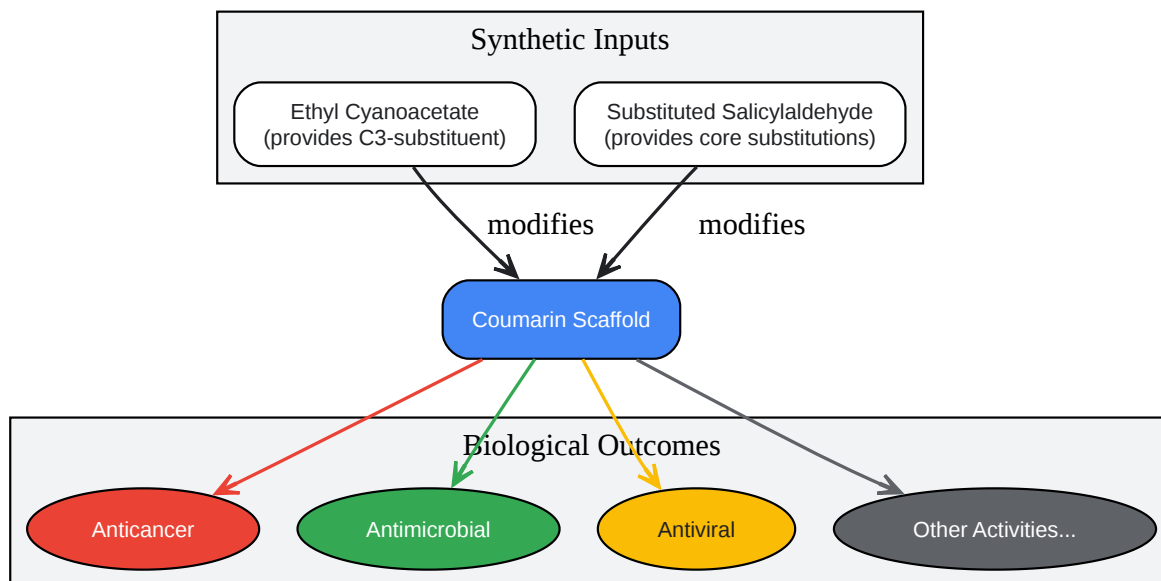 Synthetic Inputs
Ethyl Cyanoacetate
(provides C3-substituent)
Substituted Salicylaldehyde
(provides core substitutions)
modifies
modifies
Coumarin Scaffold
Biological Outcomes
Anticancer
Antimicrobial
Antiviral
Other Activities...